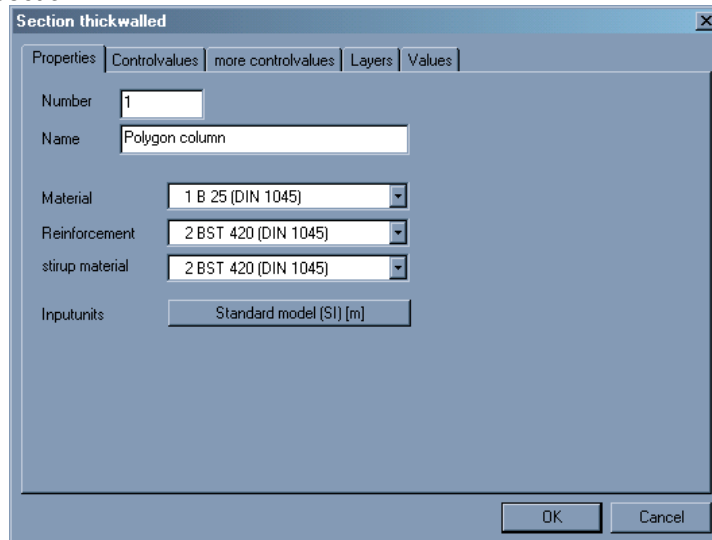 Section thickwalled
Properties Controlvalues more controlvalues Layers Values
Number 1
Name Polygon column
Material 1 B 25 (DIN 1045)
Reinforcement 2 BST 420 (DIN 1045)
stirup material 2 BST 420 (DIN 1045)
Inputunits Standard model (SI) [m]
OK Cancel